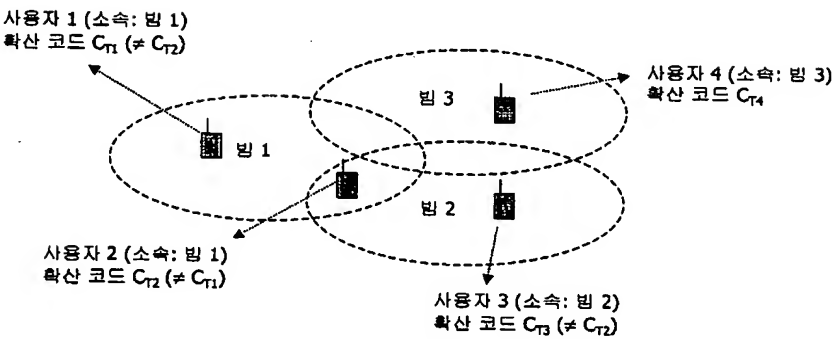 사용자 1 (소속: 빔 1)
확산 코드 C_T1 (≠ C_T2)
사용자 4 (소속: 빔 3)
확산 코드 C_T4
빔 3
빔 1
빔 2
사용자 2 (소속: 빔 1)
확산 코드 C_T2 (≠ C_T1)
사용자 3 (소속: 빔 2)
확산 코드 C_T3 (≠ C_T2)